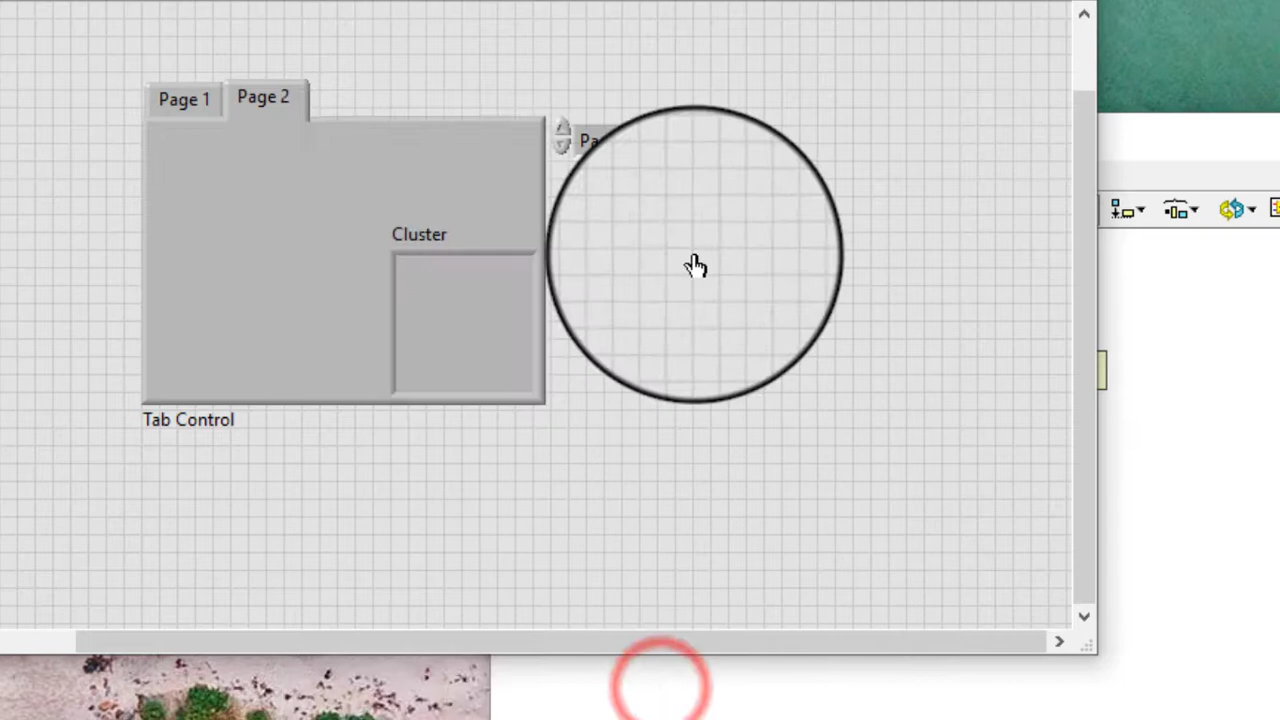 Page 1
Page 2
Cluster
Tab Control